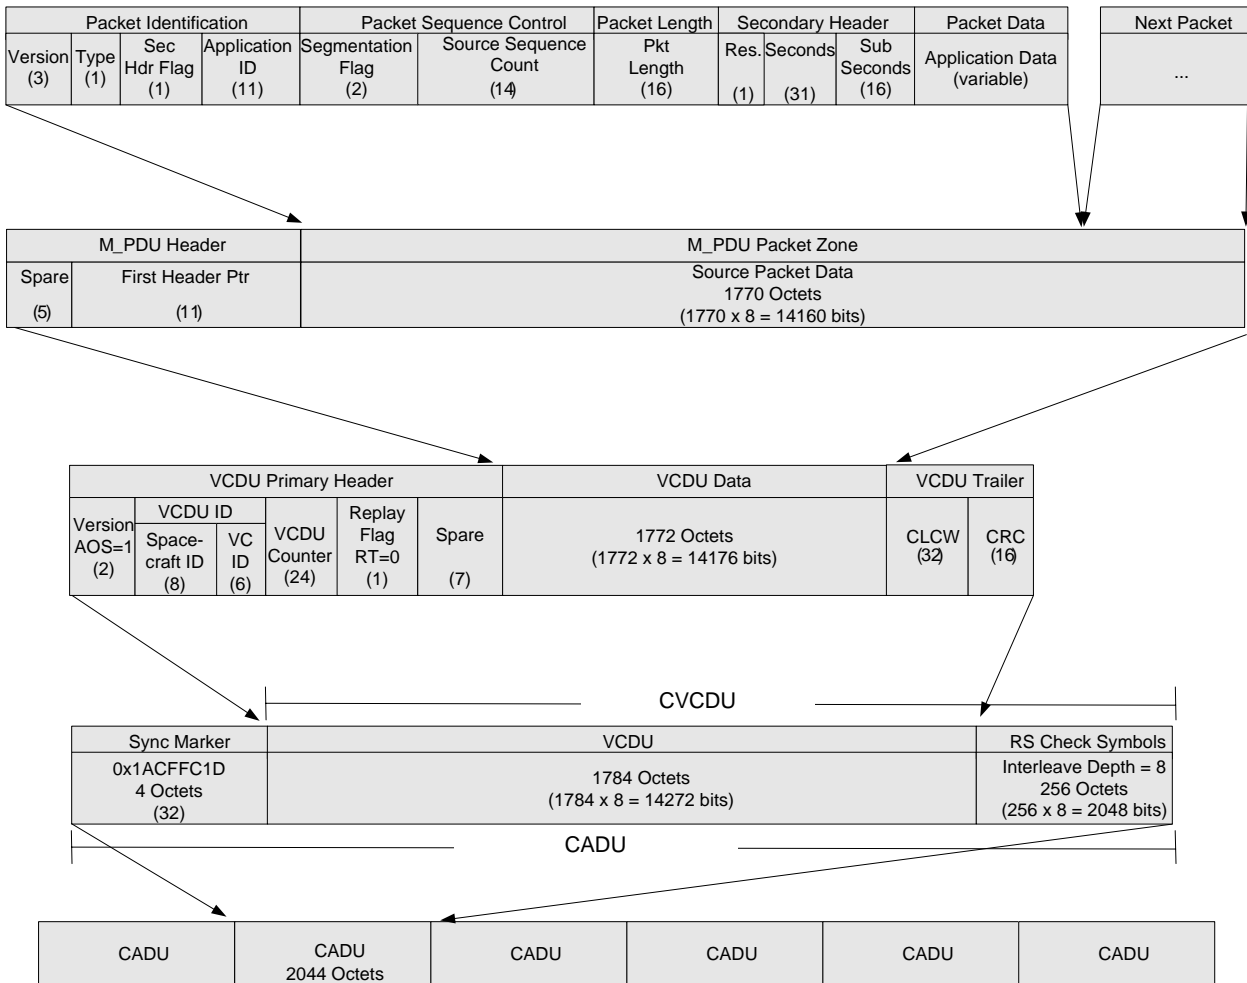 Packet Identification
Packet Sequence Control
Packet Length
Secondary Header
Packet Data
Next Packet
Version
(3)
Type
(1)
Sec
Hdr Flag
(1)
Application
ID
(11)
Segmentation
Flag
(2)
Source Sequence
Count
(14)
Pkt
Length
(16)
Res.
(1)
Seconds
(31)
Sub
Seconds
(16)
Application Data
(variable)
...
M_PDU Header
M_PDU Packet Zone
Spare
(5)
First Header Ptr
(11)
Source Packet Data
1770 Octets
(1770 x 8 = 14160 bits)
VCDU Primary Header
VCDU Data
VCDU Trailer
Version
AOS=1
(2)
VCDU ID
Space-
craft ID
(8)
VC
ID
(6)
VCDU
Counter
(24)
Replay
Flag
RT=0
(1)
Spare
(7)
1772 Octets
(1772 x 8 = 14176 bits)
CLCW
(32)
CRC
(16)
CVCDU
Sync Marker
VCDU
RS Check Symbols
0x1ACFFC1D
4 Octets
(32)
1784 Octets
(1784 x 8 = 14272 bits)
Interleave Depth = 8
256 Octets
(256 x 8 = 2048 bits)
CADU
CADU
CADU
2044 Octets
CADU
CADU
CADU
CADU